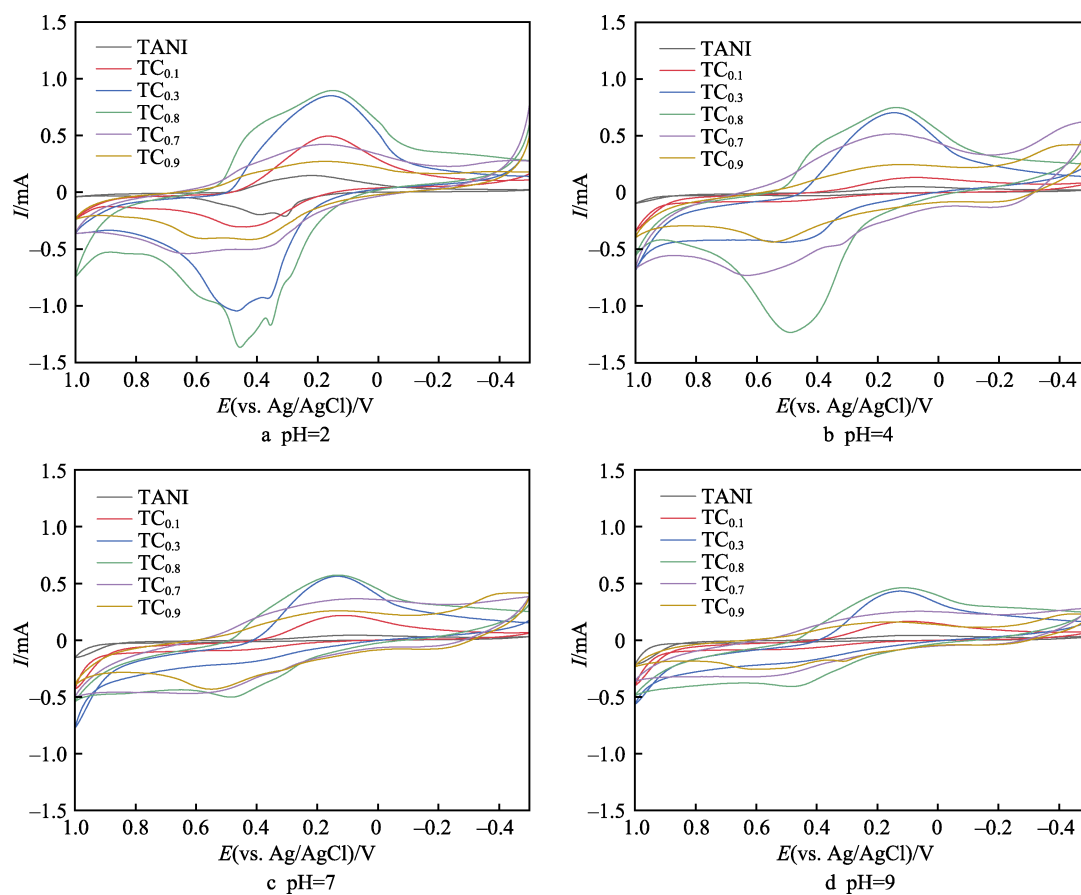 1.5
1.0
0.5
0
–0.5
–1.0
–1.5
I/mA
TANI
TC0.1
TC0.3
TC0.8
TC0.7
TC0.9
1.0 0.8 0.6 0.4 0.2 0 –0.2 –0.4
E(vs. Ag/AgCl)/V
a pH=2
1.5
1.0
0.5
0
–0.5
–1.0
–1.5
I/mA
TANI
TC0.1
TC0.3
TC0.8
TC0.7
TC0.9
1.0 0.8 0.6 0.4 0.2 0 –0.2 –0.4
E(vs. Ag/AgCl)/V
b pH=4
1.5
1.0
0.5
0
–0.5
–1.0
–1.5
I/mA
TANI
TC0.1
TC0.3
TC0.8
TC0.7
TC0.9
1.0 0.8 0.6 0.4 0.2 0 –0.2 –0.4
E(vs. Ag/AgCl)/V
c pH=7
1.5
1.0
0.5
0
–0.5
–1.0
–1.5
I/mA
TANI
TC0.1
TC0.3
TC0.8
TC0.7
TC0.9
1.0 0.8 0.6 0.4 0.2 0 –0.2 –0.4
E(vs. Ag/AgCl)/V
d pH=9